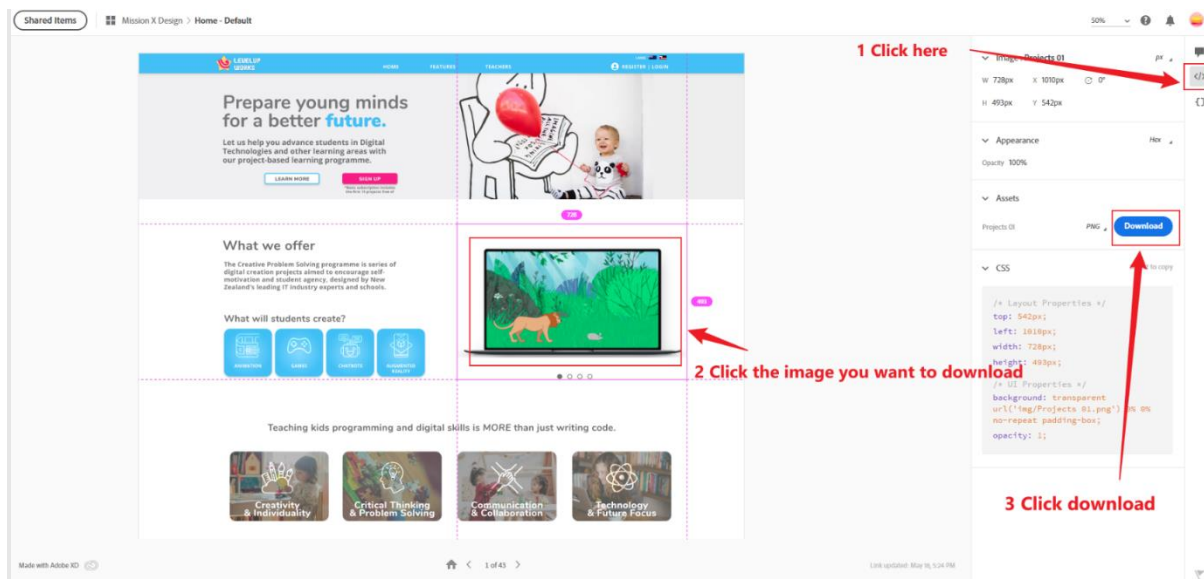 Shared Items
Mission X Design > Home - Default
50%
1 Click here
LEVELUP
WORKS
HOME
FEATURES
TEACHERS
REGISTER / LOGIN
Prepare young minds
for a better future.
Let us help you advance students in Digital
Technologies and other learning areas with
our project-based learning programme.
LEARN MORE
SIGN UP
What we offer
The Creative Problem Solving programme is series of
digital creation projects aimed to encourage self-
motivation and student agency, designed by New
Zealand's leading IT industry experts and schools.
What will students create?
ANIMATION
GAMES
CHATBOTS
AUGMENTED
REALITY
2 Click the image you want to download
Teaching kids programming and digital skills is MORE than just writing code.
Creativity
& Individuality
Critical Thinking
& Problem Solving
Communication
& Collaboration
Technology
& Future Focus
Projects 01
px
W 728px
X 1010px
0°
H 493px
Y 542px
Appearance
Hex
Opacity 100%
Assets
Projects 01
PNG
Download
CSS
to copy
/* Layout Properties */
top: 542px;
left: 1010px;
width: 728px;
height: 493px;
/* UI Properties */
background: transparent
url('img/Projects 01.png') 0% 0%
no-repeat padding-box;
opacity: 1;
3 Click download
Made with Adobe XD
1 of 43
Link updated: May 18, 5:24 PM